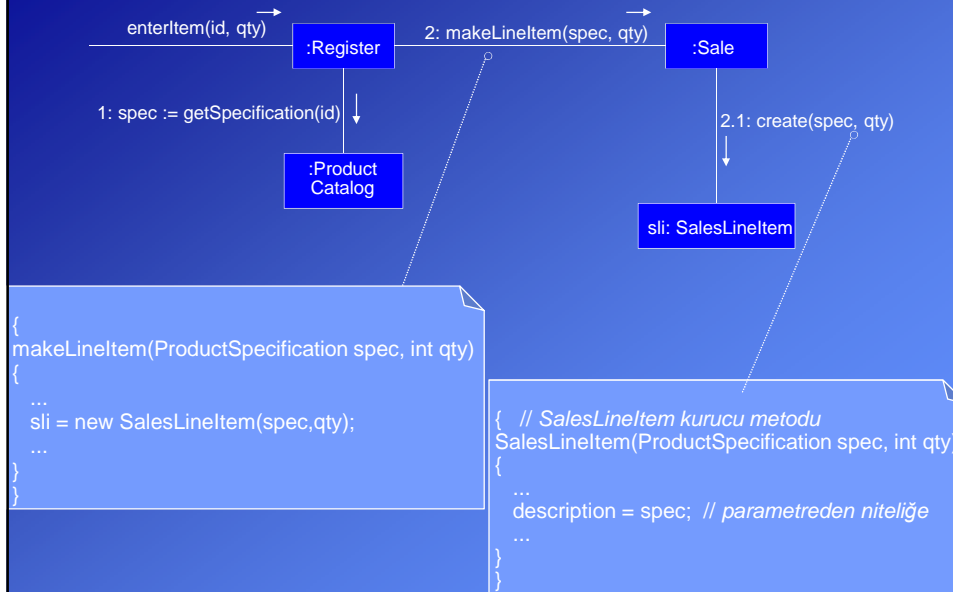 enterItem(id, qty)
:Register
2: makeLineItem(spec, qty)
:Sale
1: spec := getSpecification(id)
2.1: create(spec, qty)
:Product
Catalog
sli: SalesLineItem
{
makeLineItem(ProductSpecification spec, int qty)
{
...
sli = new SalesLineItem(spec,qty);
...
}
}
{ // SalesLineItem kurucu metodu
SalesLineItem(ProductSpecification spec, int qty)
{
...
description = spec; // parametreden niteliğe
...
}
}